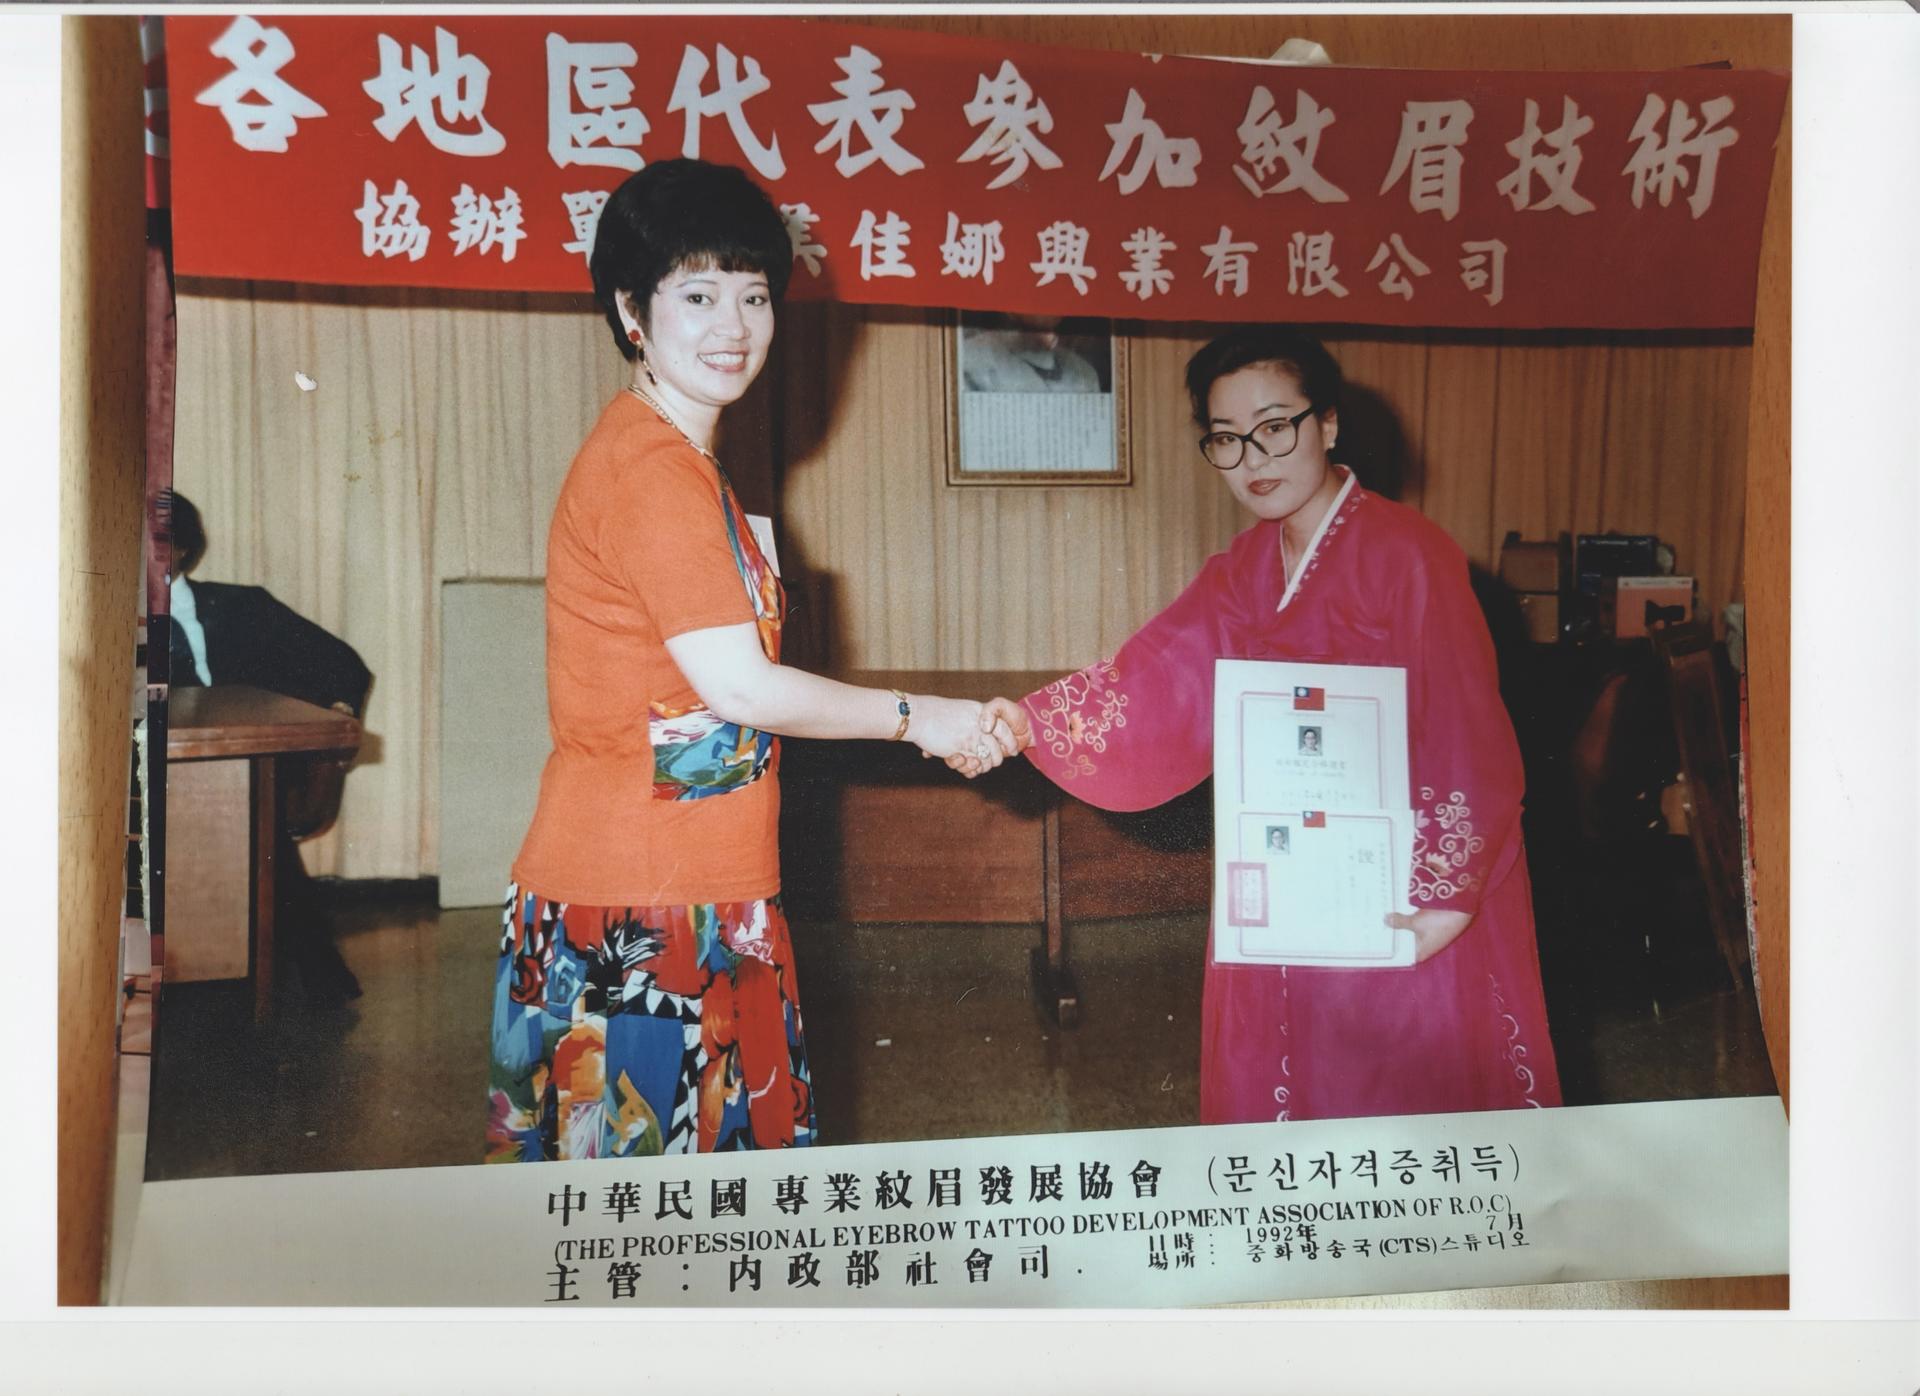 各地區代表參加紋眉技術
協辦單 業佳娜興業有限公司
中華民國 專業紋眉發展協會 (문신자격증취득)
(THE PROFESSIONAL EYEBROW TATTOO DEVELOPMENT ASSOCIATION OF R.O.C)
主管 : 內政部社會司 .
日時 : 1992年 7月
場所 : 중화방송국(CTS)스튜디오
證